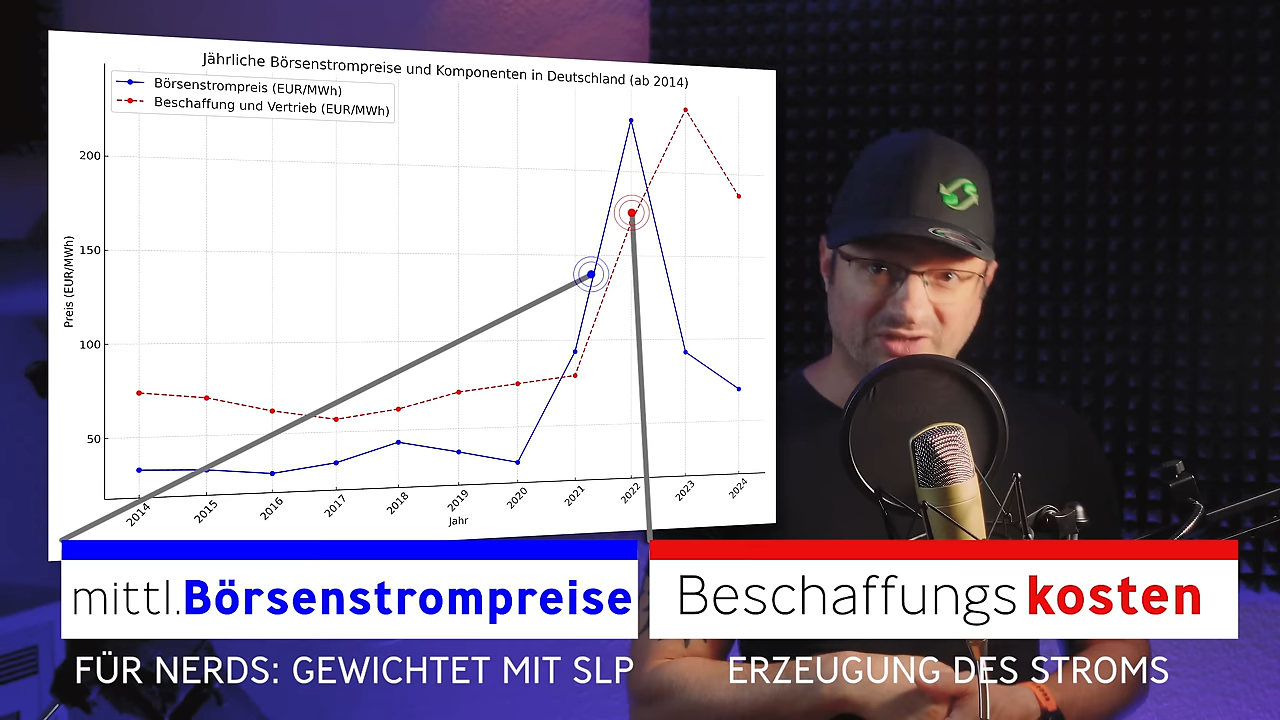 Jährliche Börsenstrompreise und Komponenten in Deutschland (ab 2014)
Börsenstrompreis (EUR/MWh)
Beschaffung und Vertrieb (EUR/MWh)
200
150
100
50
Preis (EUR/MWh)
2014 2015 2016 2017 2018 2019 2020 2021 2022 2023 2024
Jahr
mittl.Börsenstrompreise
Beschaffungskosten
FÜR NERDS: GEWICHTET MIT SLP
ERZEUGUNG DES STROMS